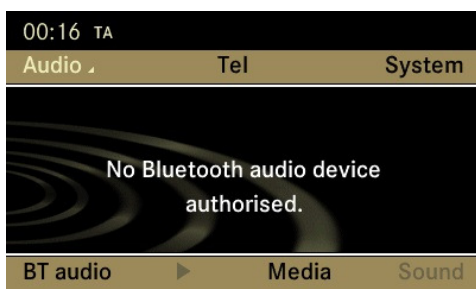 00:16 TA
Audio Tel System
No Bluetooth audio device
authorised.
BT audio Media Sound